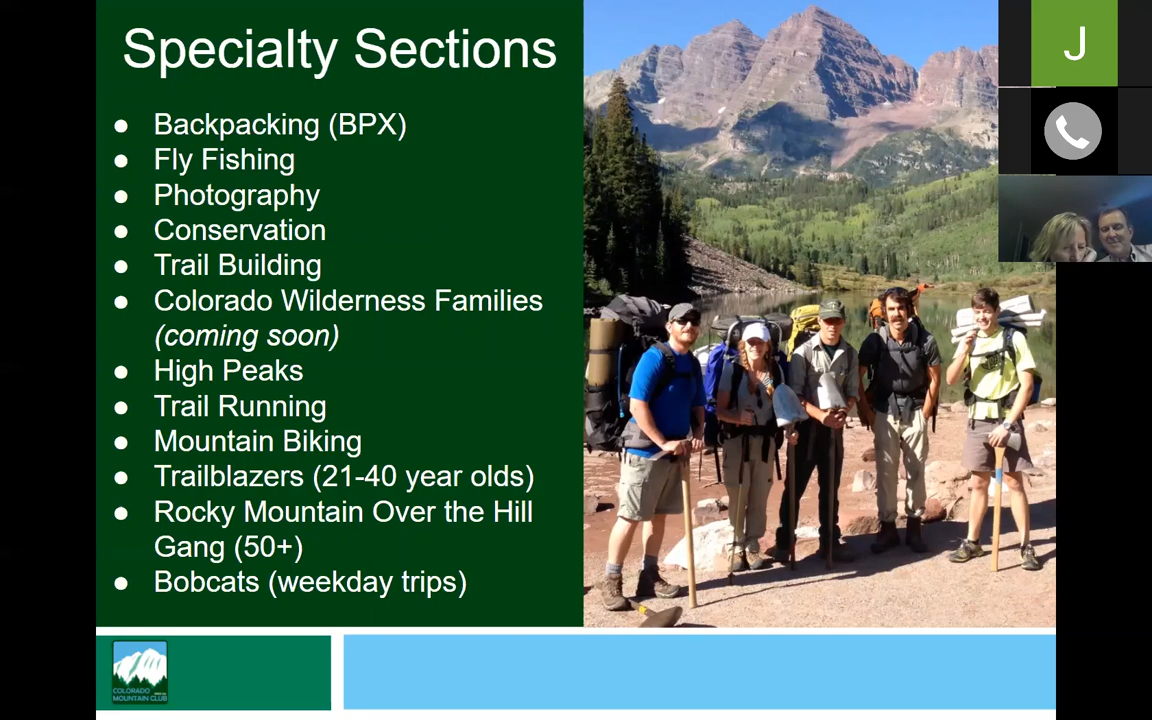 Specialty Sections
● Backpacking (BPX)
● Fly Fishing
● Photography
● Conservation
● Trail Building
● Colorado Wilderness Families
(coming soon)
● High Peaks
● Trail Running
● Mountain Biking
● Trailblazers (21-40 year olds)
● Rocky Mountain Over the Hill
Gang (50+)
● Bobcats (weekday trips)
J
COLORADO
MOUNTAIN CLUB